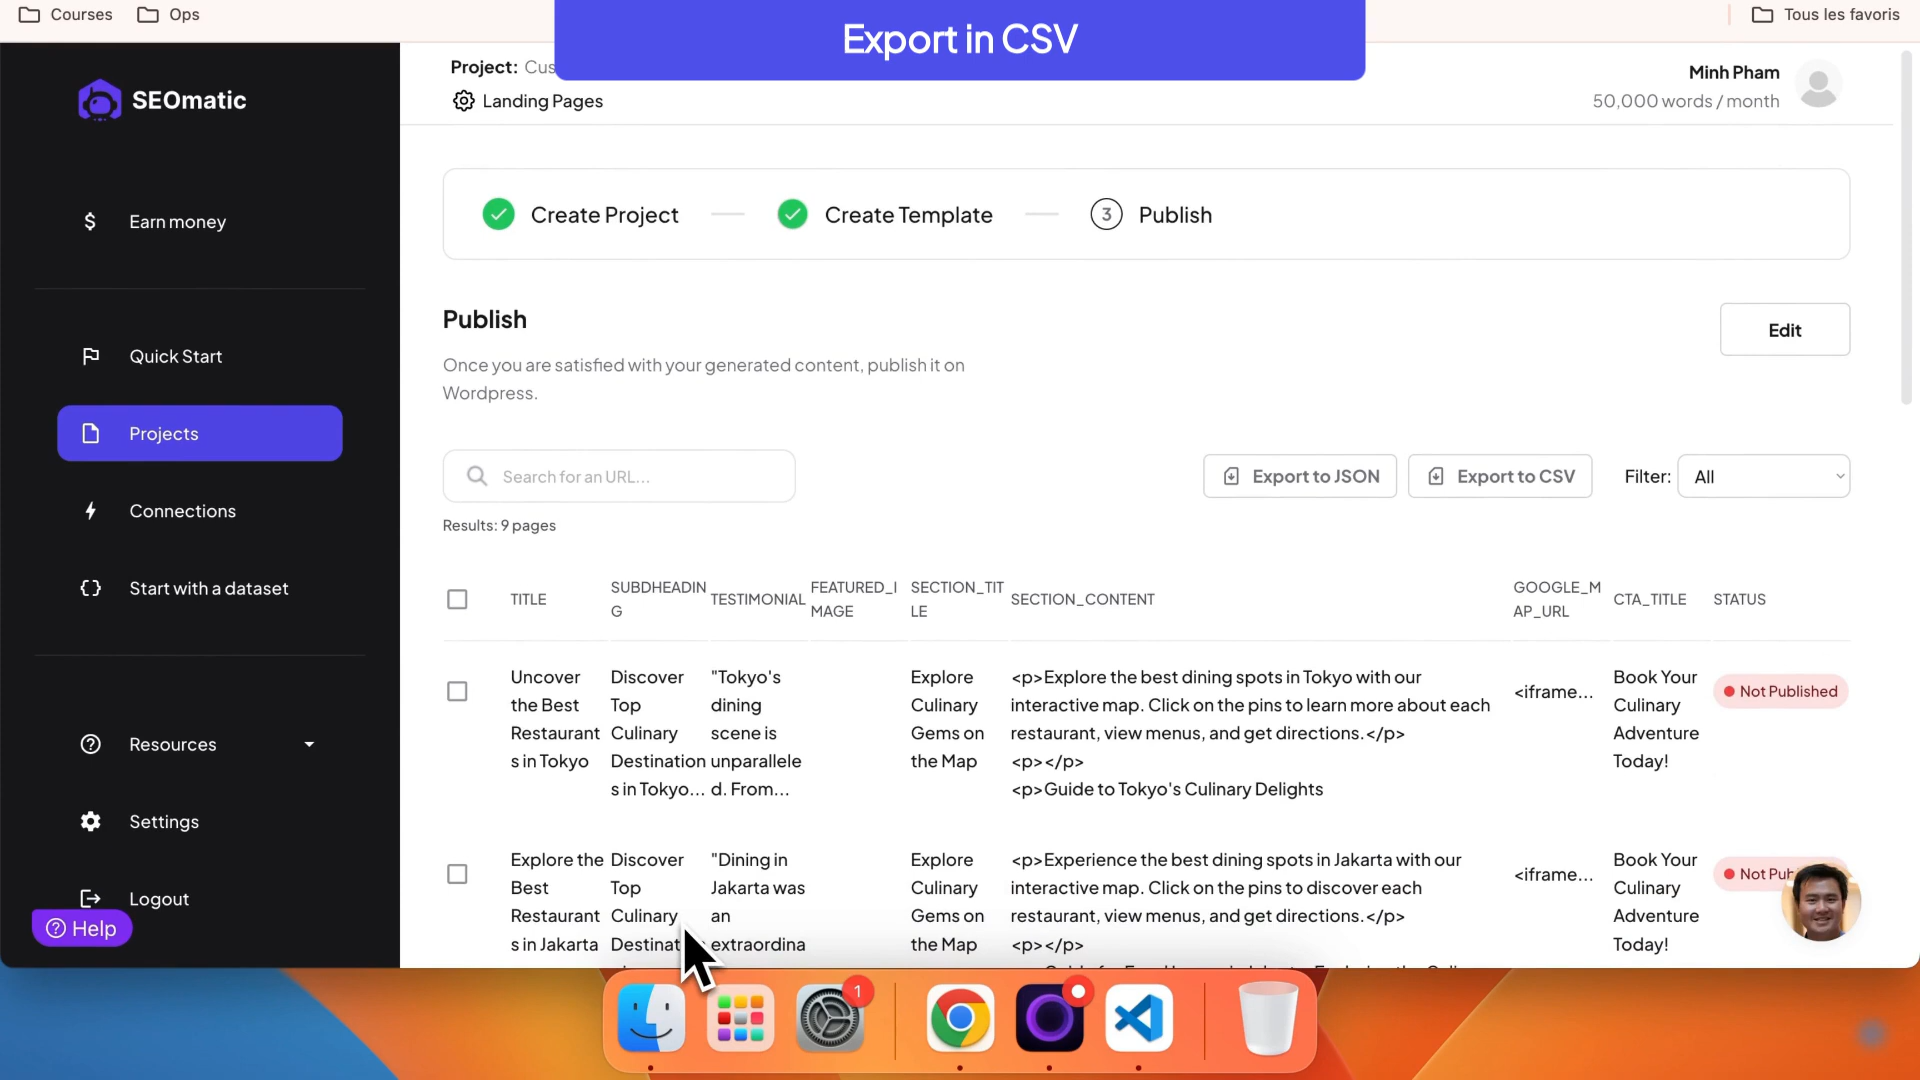 Courses
Ops
Tous les favoris
Export in CSV
Project: Cus
Landing Pages
Minh Pham
50,000 words / month
SEOmatic
Earn money
Quick Start
Projects
Connections
Start with a dataset
Resources
Settings
Logout
Help
Create Project
Create Template
3 Publish
Publish
Edit
Once you are satisfied with your generated content, publish it on
Wordpress.
Search for an URL...
Export to JSON
Export to CSV
Filter: All
Results: 9 pages
TITLE
SUBDHEADIN
G
TESTIMONIAL
FEATURED_I
MAGE
SECTION_TIT
LE
SECTION_CONTENT
GOOGLE_M
AP_URL
CTA_TITLE
STATUS
Uncover
the Best
Restaurant
s in Tokyo
Discover
Top
Culinary
Destination
s in Tokyo...
"Tokyo's
dining
scene is
unparallele
d. From...
Explore
Culinary
Gems on
the Map
<p>Explore the best dining spots in Tokyo with our
interactive map. Click on the pins to learn more about each
restaurant, view menus, and get directions.</p>
<p></p>
<p>Guide to Tokyo's Culinary Delights
<iframe...
Book Your
Culinary
Adventure
Today!
Not Published
Explore the
Best
Restaurant
s in Jakarta
Discover
Top
Culinary
Destinat
"Dining in
Jakarta was
an
extraordina
Explore
Culinary
Gems on
the Map
<p>Experience the best dining spots in Jakarta with our
interactive map. Click on the pins to discover each
restaurant, view menus, and get directions.</p>
<p></p>
<iframe...
Book Your
Culinary
Adventure
Today!
Not Pub
1